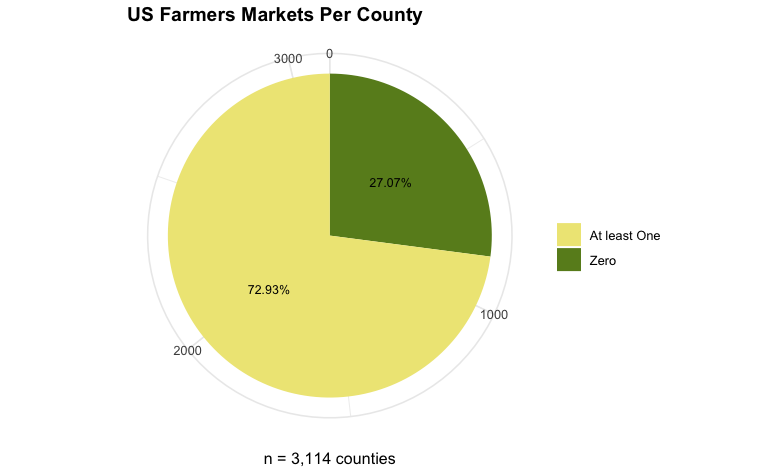 US Farmers Markets Per County
3000
0
27.07%
At least One
Zero
72.93%
1000
2000
n = 3,114 counties